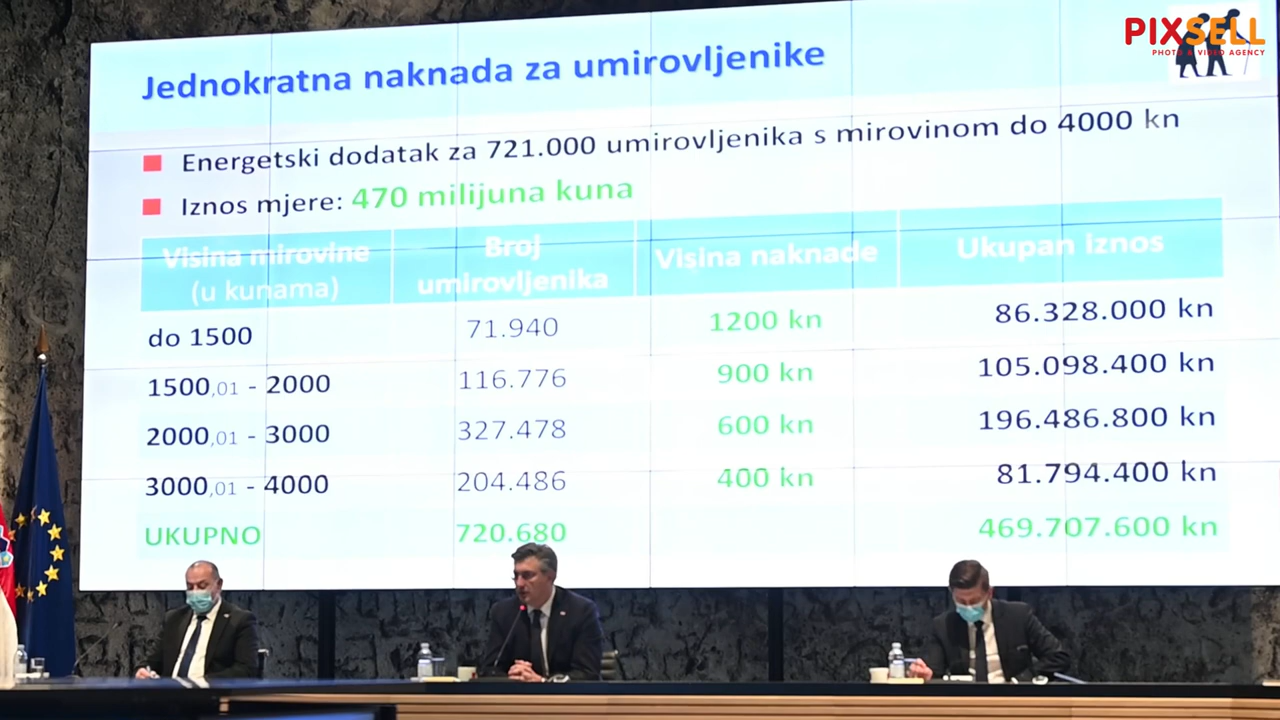 PIXSELL
PHOTO & VIDEO AGENCY
Jednokratna naknada za umirovljenike
Energetski dodatak za 721.000 umirovljenika s mirovinom do 4000 kn
Iznos mjere: 470 milijuna kuna
Visina mirovine (u kunama) Broj umirovljenika Visina naknade Ukupan iznos
do 1500 71.940 1200 kn 86.328.000 kn
1500,01 - 2000 116.776 900 kn 105.098.400 kn
2000,01 - 3000 327.478 600 kn 196.486.800 kn
3000,01 - 4000 204.486 400 kn 81.794.400 kn
UKUPNO 720.680 469.707.600 kn